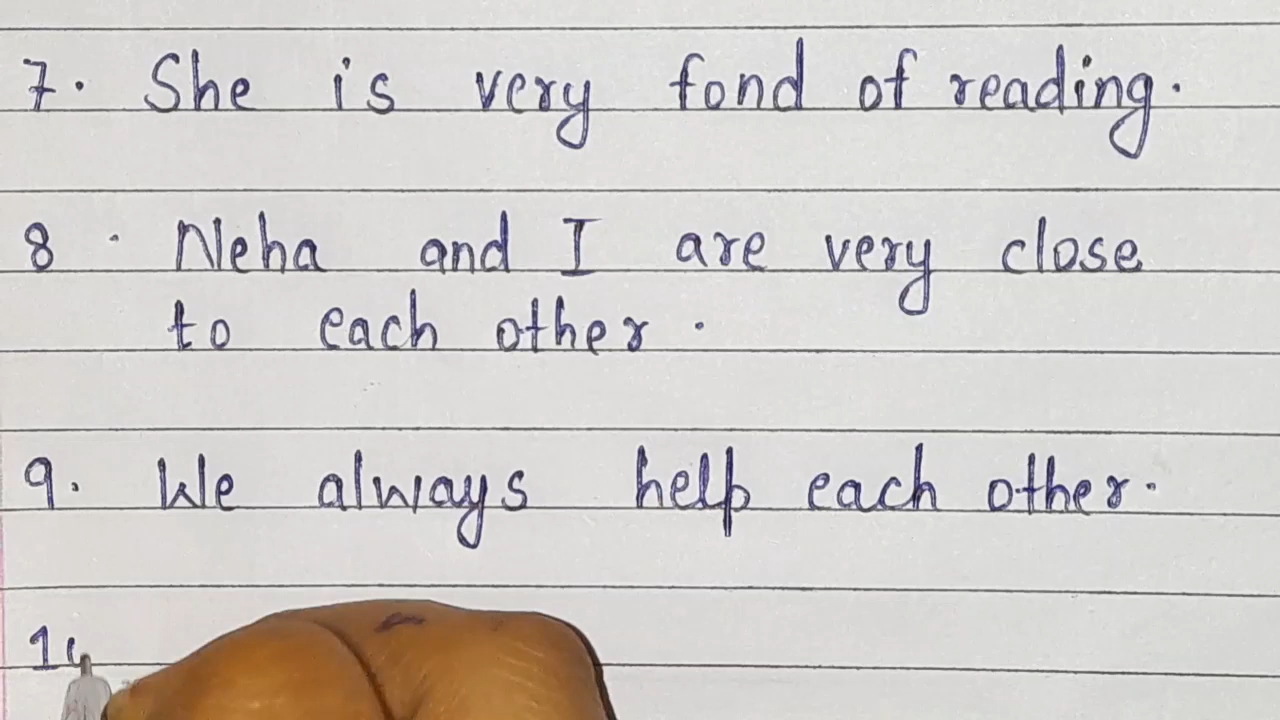 7. She is very fond of reading.
8. Neha and I are very close
to each other.
9. We always help each other.
1